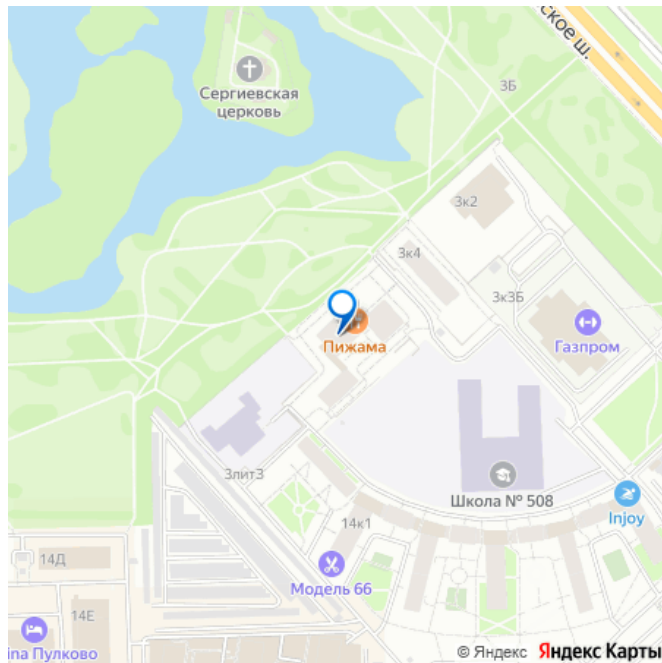 ское ш.
3Б
Сергиевская
церковь
3к2
3к4
3к3Б
Пижама
Газпром
3литЗ
Школа № 508
14к1
Injoy
14Д
Модель 66
14Е
ina Пулково
© Яндекс Яндекс Карты